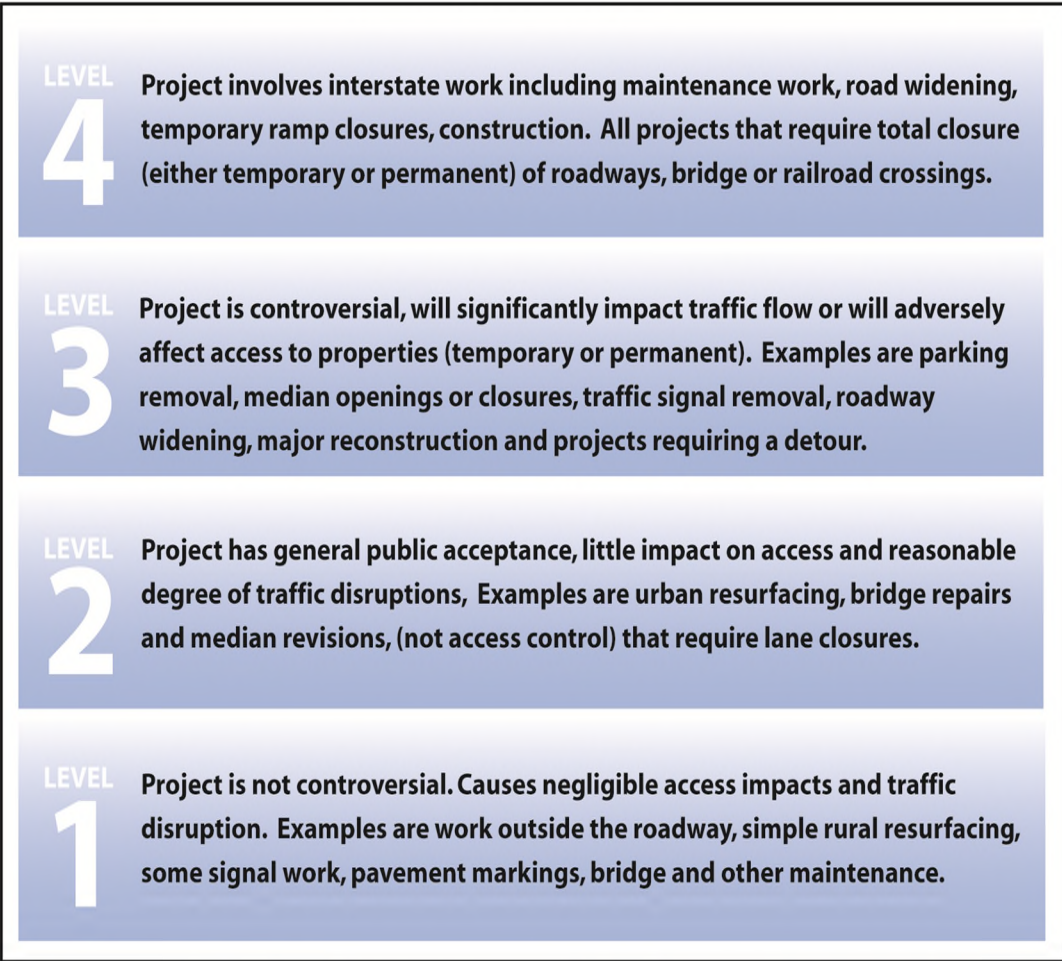 LEVEL
4
Project involves interstate work including maintenance work, road widening,
temporary ramp closures, construction. All projects that require total closure
(either temporary or permanent) of roadways, bridge or railroad crossings.
LEVEL
3
Project is controversial, will significantly impact traffic flow or will adversely
affect access to properties (temporary or permanent). Examples are parking
removal, median openings or closures, traffic signal removal, roadway
widening, major reconstruction and projects requiring a detour.
LEVEL
2
Project has general public acceptance, little impact on access and reasonable
degree of traffic disruptions, Examples are urban resurfacing, bridge repairs
and median revisions, (not access control) that require lane closures.
LEVEL
1
Project is not controversial. Causes negligible access impacts and traffic
disruption. Examples are work outside the roadway, simple rural resurfacing,
some signal work, pavement markings, bridge and other maintenance.